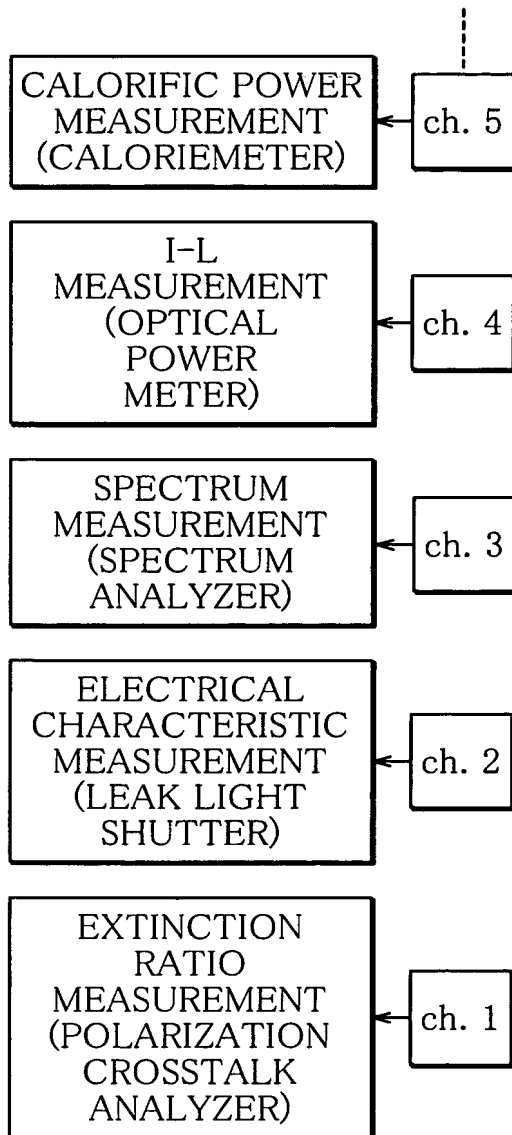 CALORIFIC POWER
MEASUREMENT
(CALORIEMETER)
ch. 5
I-L
MEASUREMENT
(OPTICAL
POWER
METER)
ch. 4
SPECTRUM
MEASUREMENT
(SPECTRUM
ANALYZER)
ch. 3
ELECTRICAL
CHARACTERISTIC
MEASUREMENT
(LEAK LIGHT
SHUTTER)
ch. 2
EXTINCTION
RATIO
MEASUREMENT
(POLARIZATION
CROSSTALK
ANALYZER)
ch. 1